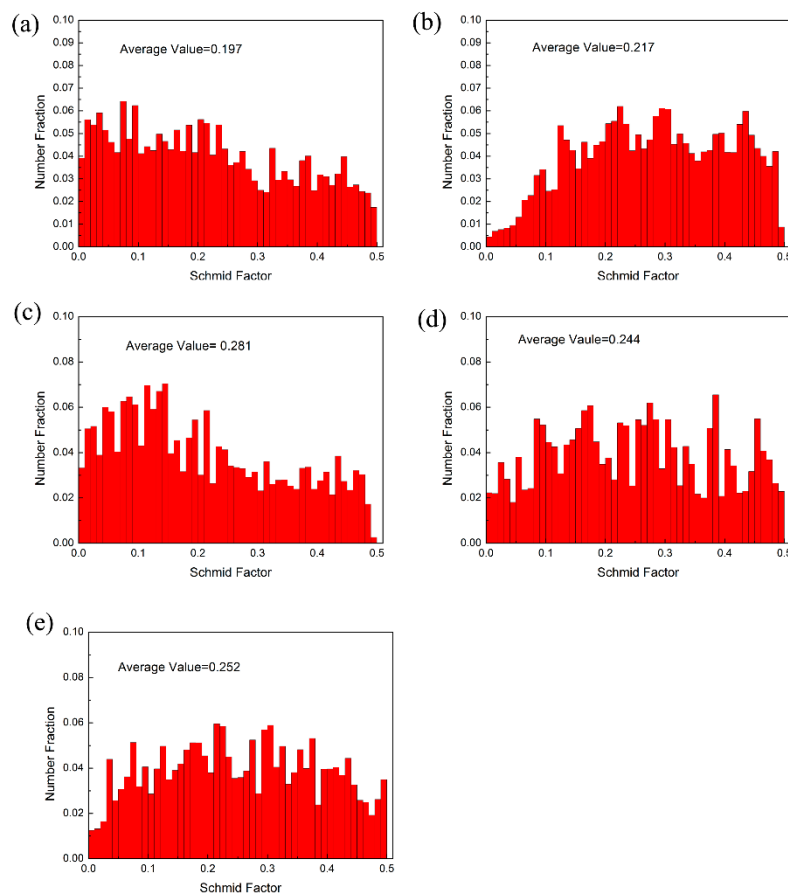 (a)
Average Value=0.197
0.10
0.09
0.08
0.07
0.06
0.05
0.04
0.03
0.02
0.01
0.00
Number Fraction
0.0 0.1 0.2 0.3 0.4 0.5
Schmid Factor
(b)
Average Value=0.217
0.10
0.09
0.08
0.07
0.06
0.05
0.04
0.03
0.02
0.01
0.00
Number Fraction
0.0 0.1 0.2 0.3 0.4 0.5
Schmid Factor
(c)
Average Value= 0.281
0.10
0.08
0.06
0.04
0.02
0.00
Number Fraction
0.0 0.1 0.2 0.3 0.4 0.5
Schmid Factor
(d)
Average Vaule=0.244
0.10
0.08
0.06
0.04
0.02
0.00
Number Fraction
0.0 0.1 0.2 0.3 0.4 0.5
Schmid Factor
(e)
Average Value=0.252
0.10
0.08
0.06
0.04
0.02
0.00
Number Fraction
0.0 0.1 0.2 0.3 0.4 0.5
Schmid Factor